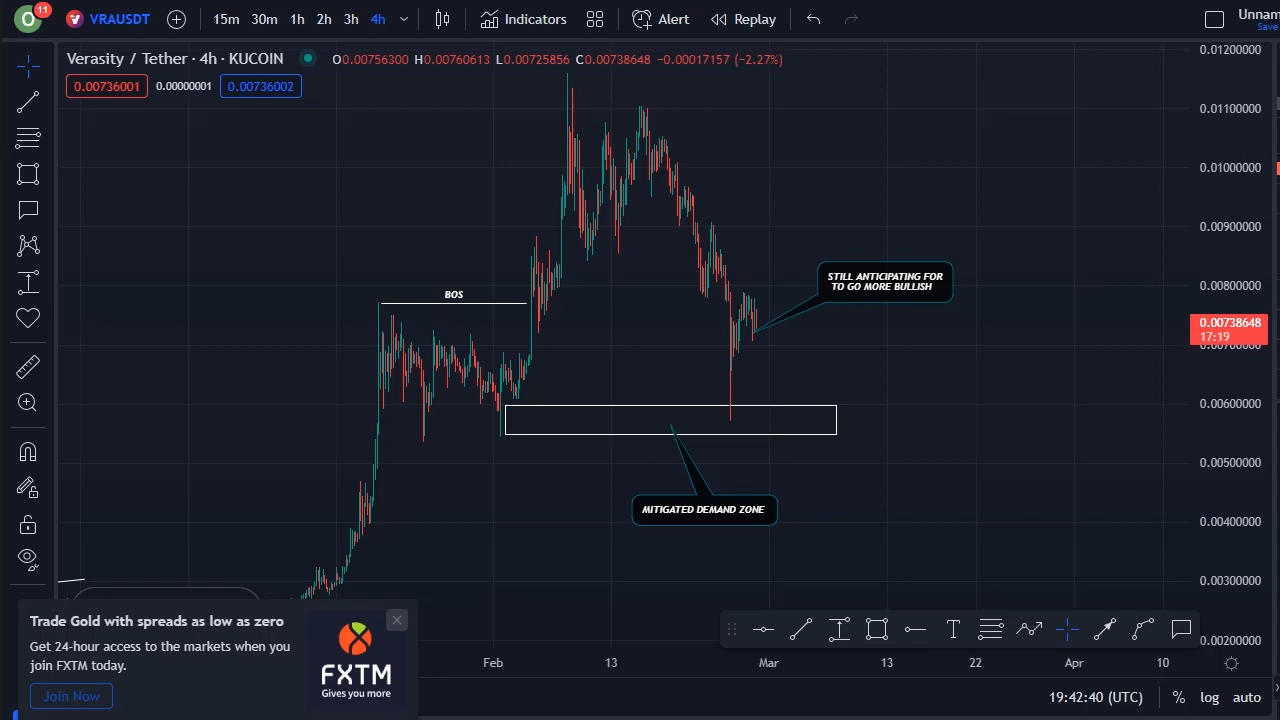 O
11
VRAUSDT
15m 30m 1h 2h 3h 4h
Indicators
Alert
Replay
Unnam
Save
Verasity / Tether · 4h · KUCOIN
O0.00756300 H0.00760613 L0.00725856 C0.00738648 −0.00017157 (−2.27%)
0.00736001
0.00000001
0.00736002
BOS
STILL ANTICIPATING FOR
TO GO MORE BULLISH
MITIGATED DEMAND ZONE
0.01200000
0.01100000
0.01000000
0.00900000
0.00800000
0.00738648
17:19
0.00700000
0.00600000
0.00500000
0.00400000
0.00300000
0.00200000
Trade Gold with spreads as low as zero
Get 24-hour access to the markets when you
join FXTM today.
Join Now
FXTM
Gives you more
Feb 13 Mar 13 22 Apr 10
19:42:40 (UTC)
% log auto